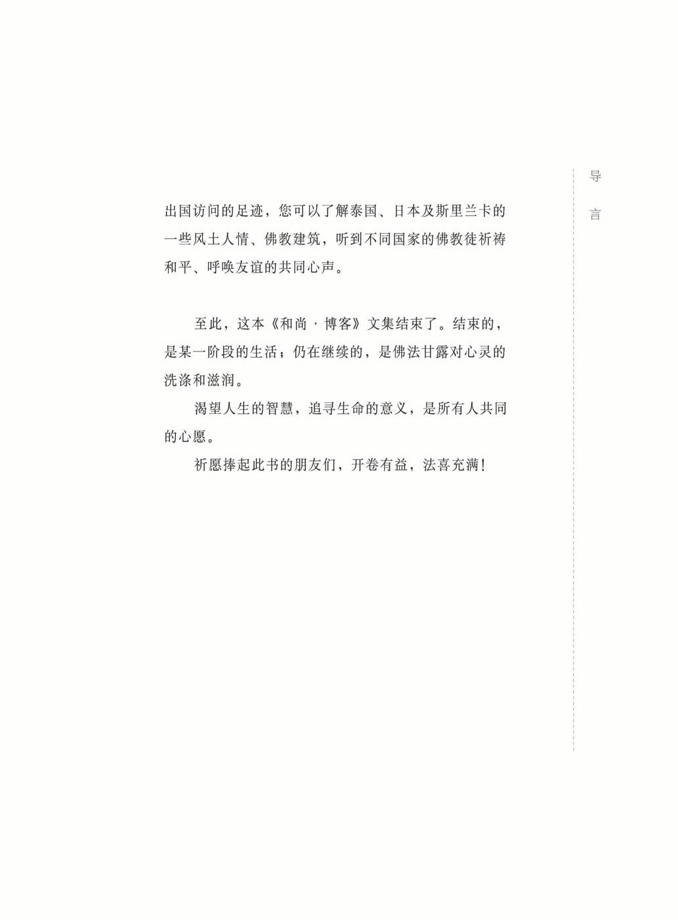 导言
出国访问的足迹，您可以了解泰国、日本及斯里兰卡的
一些风土人情、佛教建筑，听到不同国家的佛教徒祈祷
和平、呼唤友谊的共同心声。
至此，这本《和尚·博客》文集结束了。结束的，
是某一阶段的生活；仍在继续的，是佛法甘露对心灵的
洗涤和滋润。
渴望人生的智慧，追寻生命的意义，是所有人共同
的心愿。
祈愿捧起此书的朋友们，开卷有益，法喜充满！